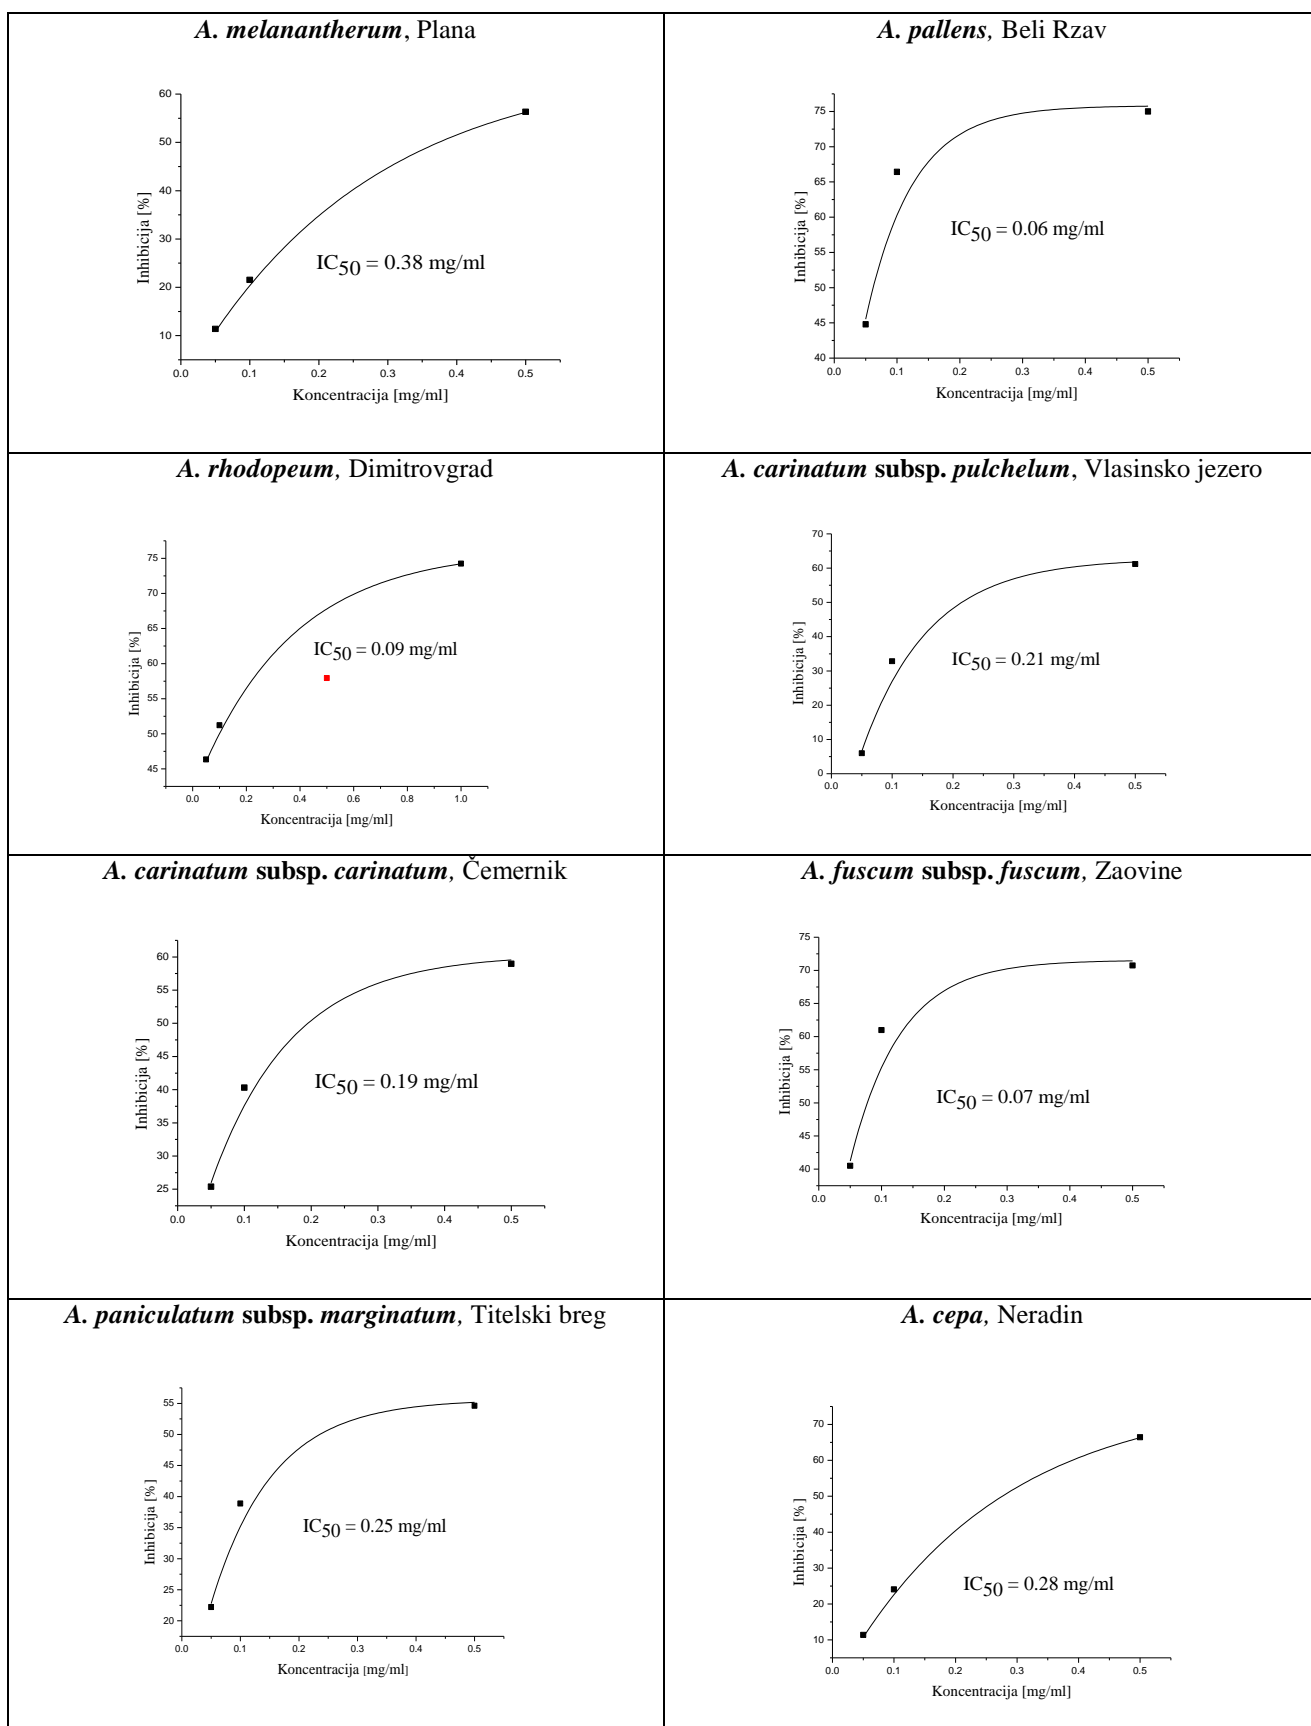 A. melanantherum, Plana
60
50
40
30
20
10
Inhibicija [%]
IC50 = 0.38 mg/ml
0.0 0.1 0.2 0.3 0.4 0.5
Koncentracija [mg/ml]
A. pallens, Beli Rzav
75
70
65
60
55
50
45
40
Inhibicija [%]
IC50 = 0.06 mg/ml
0.0 0.1 0.2 0.3 0.4 0.5
Koncentracija [mg/ml]
A. rhodopeum, Dimitrovgrad
75
70
65
60
55
50
45
Inhibicija [%]
IC50 = 0.09 mg/ml
0.0 0.2 0.4 0.6 0.8 1.0
Koncentracija [mg/ml]
A. carinatum subsp. pulchelum, Vlasinsko jezero
70
60
50
40
30
20
10
0
Inhibicija [%]
IC50 = 0.21 mg/ml
0.0 0.1 0.2 0.3 0.4 0.5
Koncentracija [mg/ml]
A. carinatum subsp. carinatum, Čemernik
60
55
50
45
40
35
30
25
Inhibicija [%]
IC50 = 0.19 mg/ml
0.0 0.1 0.2 0.3 0.4 0.5
Koncentracija [mg/ml]
A. fuscum subsp. fuscum, Zaovine
75
70
65
60
55
50
45
40
Inhibicija [%]
IC50 = 0.07 mg/ml
0.0 0.1 0.2 0.3 0.4 0.5
Koncentracija [mg/ml]
A. paniculatum subsp. marginatum, Titelski breg
55
50
45
40
35
30
25
20
Inhibicija [%]
IC50 = 0.25 mg/ml
0.0 0.1 0.2 0.3 0.4 0.5
Koncentracija [mg/ml]
A. cepa, Neradin
70
60
50
40
30
20
10
Inhibicija [%]
IC50 = 0.28 mg/ml
0.0 0.1 0.2 0.3 0.4 0.5
Koncentracija [mg/ml]